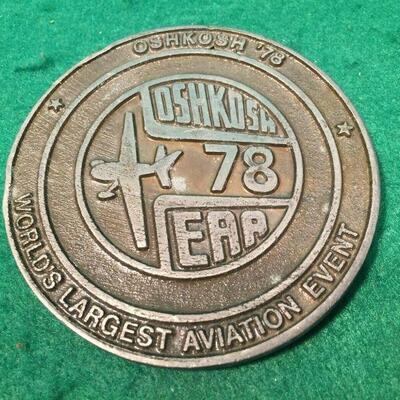 OSHKOSH '78
OSHKOSH
78
EAA
WORLD'S LARGEST AVIATION EVENT